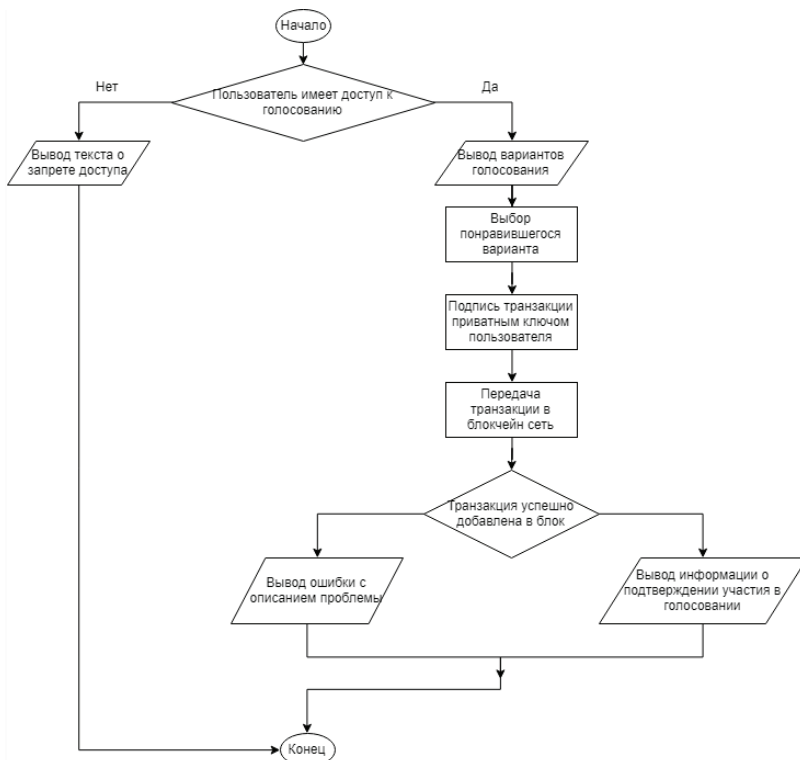 Начало
Пользователь имеет доступ к
голосованию
Нет
Да
Вывод текста о
запрете доступа
Вывод вариантов
голосования
Выбор
понравившегося
варианта
Подпись транзакции
приватным ключом
пользователя
Передача
транзакции в
блокчейн сеть
Транзакция успешно
добавлена в блок
Вывод ошибки с
описанием проблемы
Вывод информации о
подтверждении участия в
голосовании
Конец